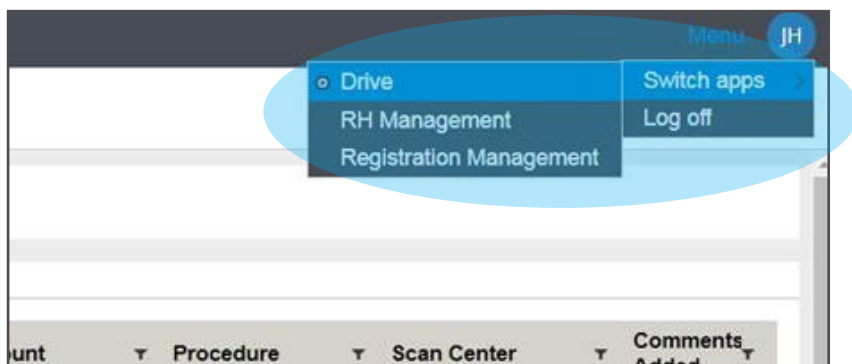 Menu JH
Drive
RH Management
Registration Management
Switch apps
Log off
unt Procedure Scan Center Comments
Added